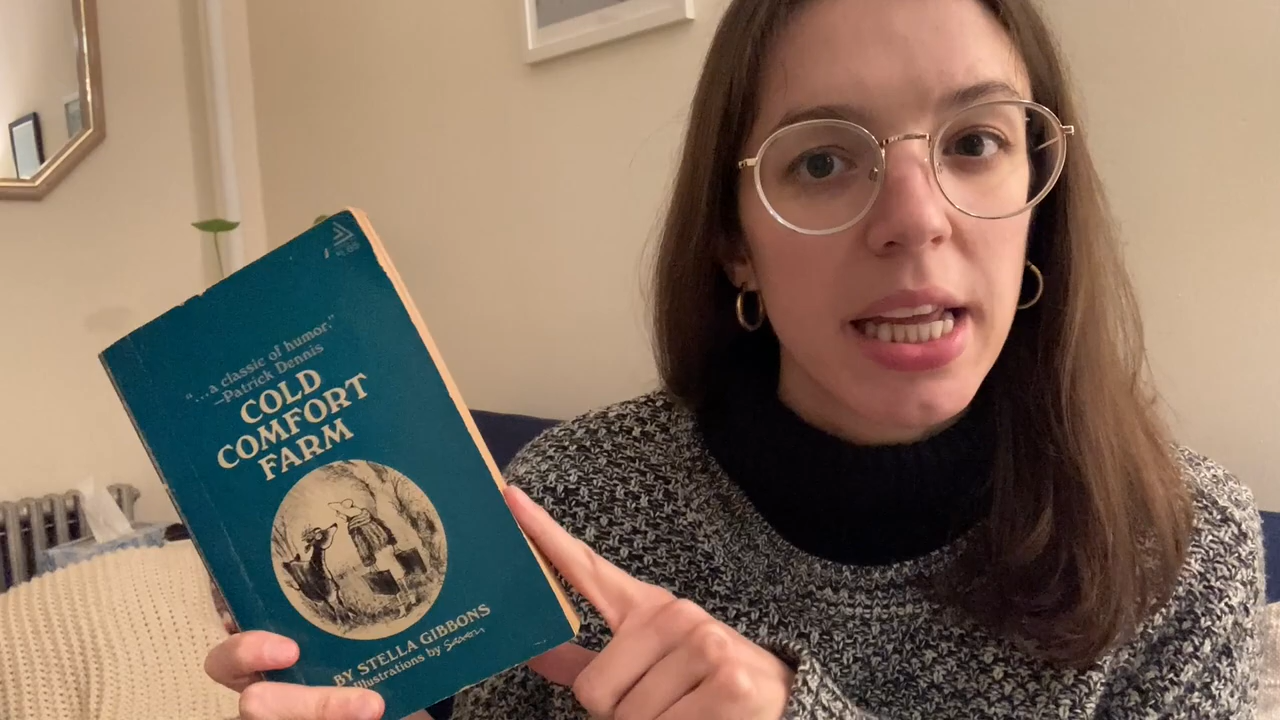 "...a classic of humor."
—Patrick Dennis
COLD
COMFORT
FARM
BY STELLA GIBBONS
Illustrations by